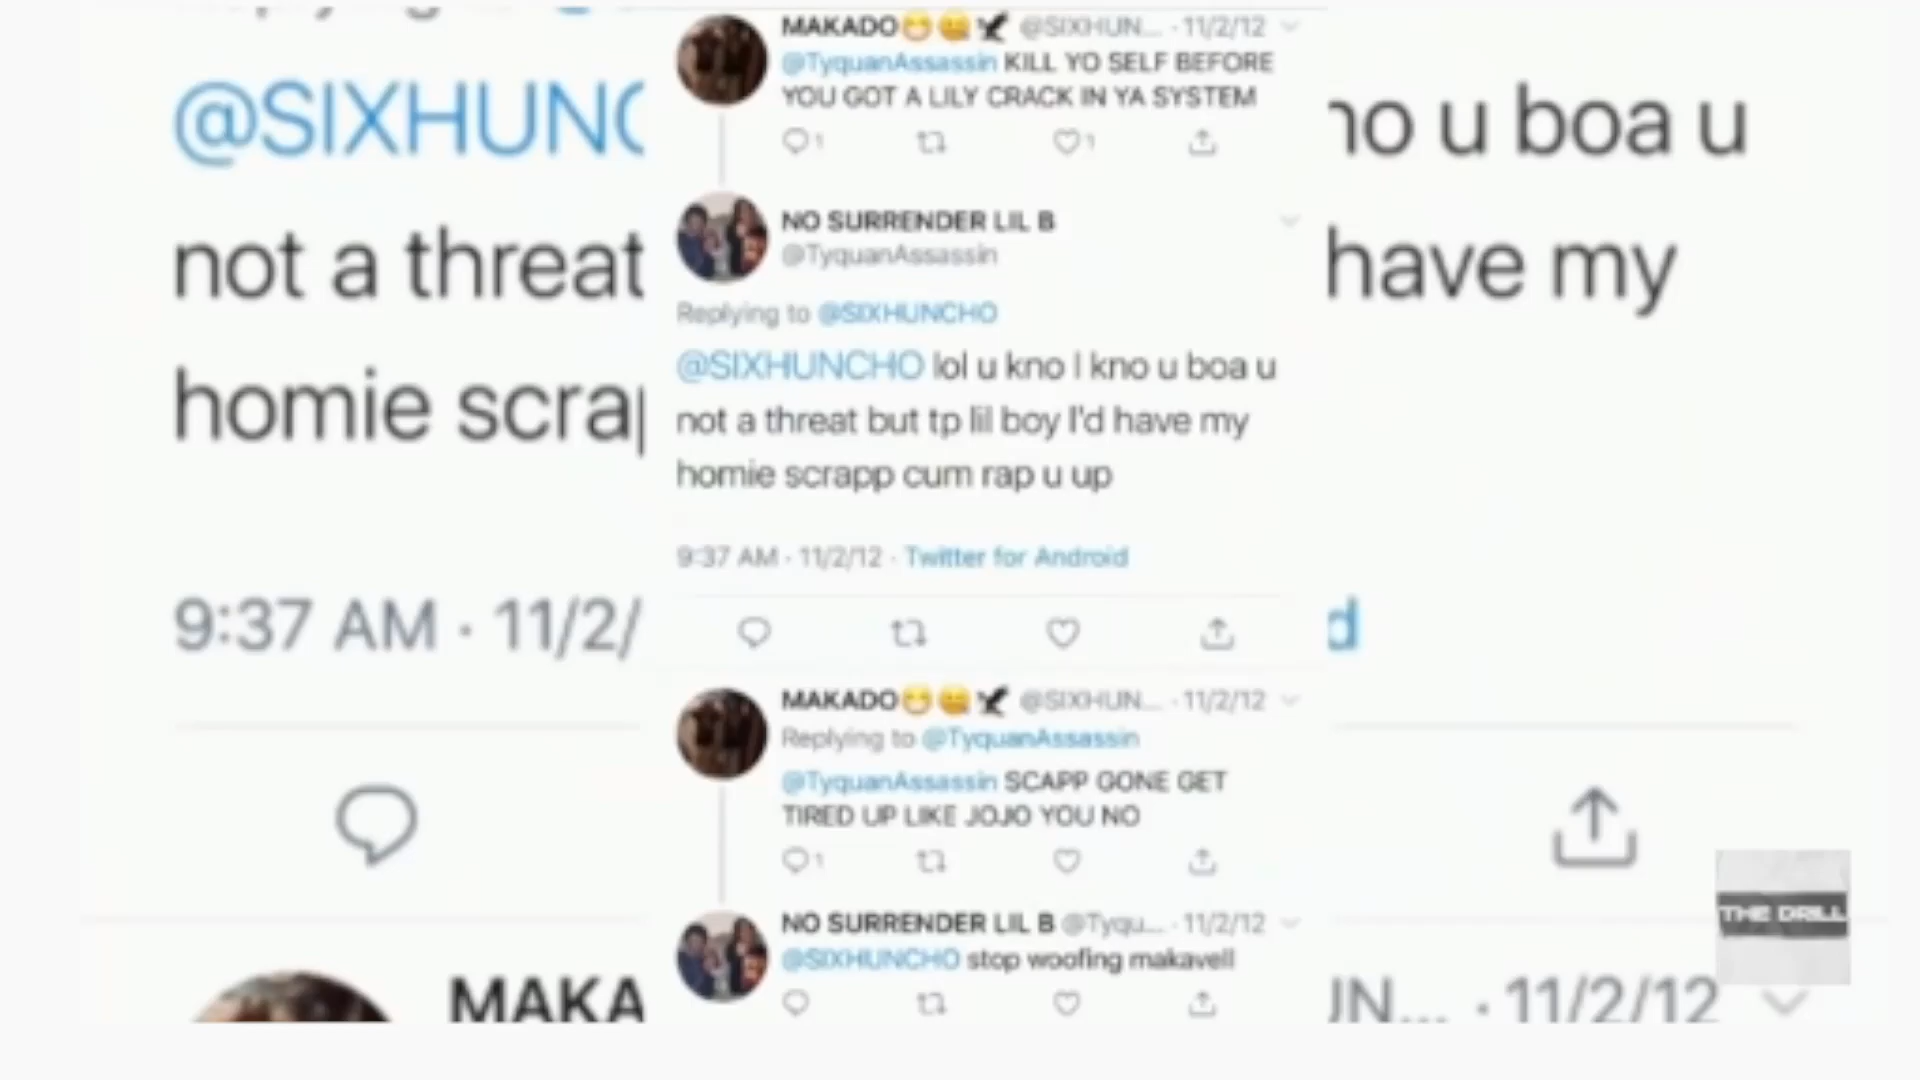 MAKADO😁😊 @SIXHUN... · 11/2/12
@TyquanAssassin KILL YO SELF BEFORE
YOU GOT A LILY CRACK IN YA SYSTEM
1 1
NO SURRENDER LIL B
@TyquanAssassin
Replying to @SIXHUNCHO
@SIXHUNCHO lol u kno I kno u boa u
not a threat but tp lil boy I'd have my
homie scrapp cum rap u up
9:37 AM · 11/2/12 · Twitter for Android
MAKADO😁😊 @SIXHUN... · 11/2/12
Replying to @TyquanAssassin
@TyquanAssassin SCAPP GONE GET
TIRED UP LIKE JOJO YOU NO
1
NO SURRENDER LIL B @Tyqu... · 11/2/12
@SIXHUNCHO stop woofing makavell
@SIXHUNC
no u boa u
not a threat
have my
homie scrap
9:37 AM · 11/2/
d
MAKA
UN... · 11/2/12
THE DRILL